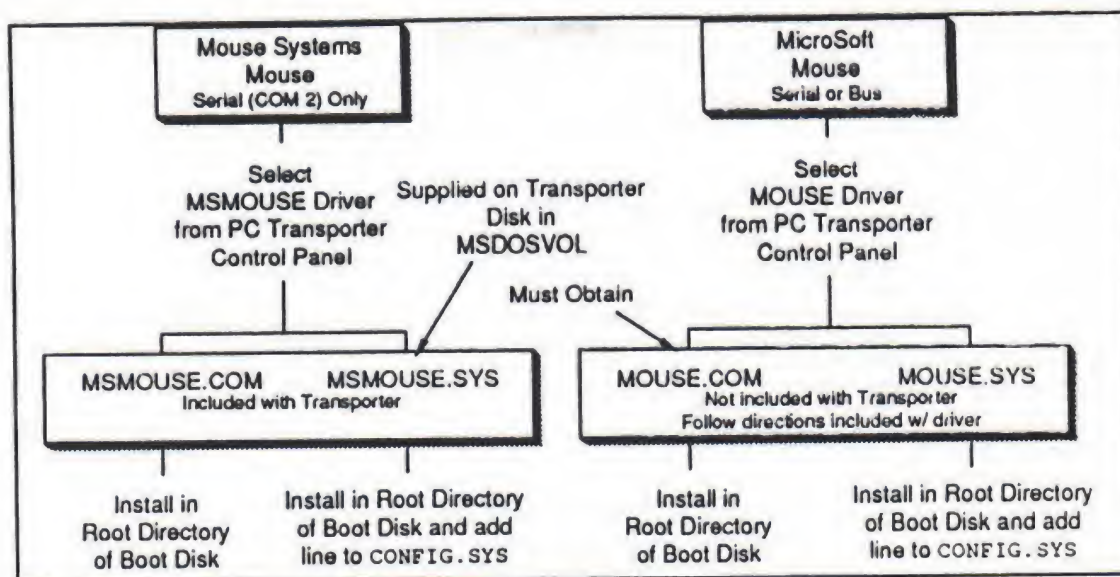 Mouse Systems
Mouse
Serial (COM 2) Only
Select
MSMOUSE Driver
from PC Transporter
Control Panel
Supplied on Transporter
Disk in
MSDOSVOL
MSMOUSE.COM MSMOUSE.SYS
Included with Transporter
Install in
Root Directory
of Boot Disk
Install in Root Directory
of Boot Disk and add
line to CONFIG.SYS
MicroSoft
Mouse
Serial or Bus
Select
MOUSE Driver
from PC Transporter
Control Panel
Must Obtain
MOUSE.COM MOUSE.SYS
Not included with Transporter
Follow directions included w/ driver
Install in
Root Directory
of Boot Disk
Install in Root Directory
of Boot Disk and add
line to CONFIG.SYS